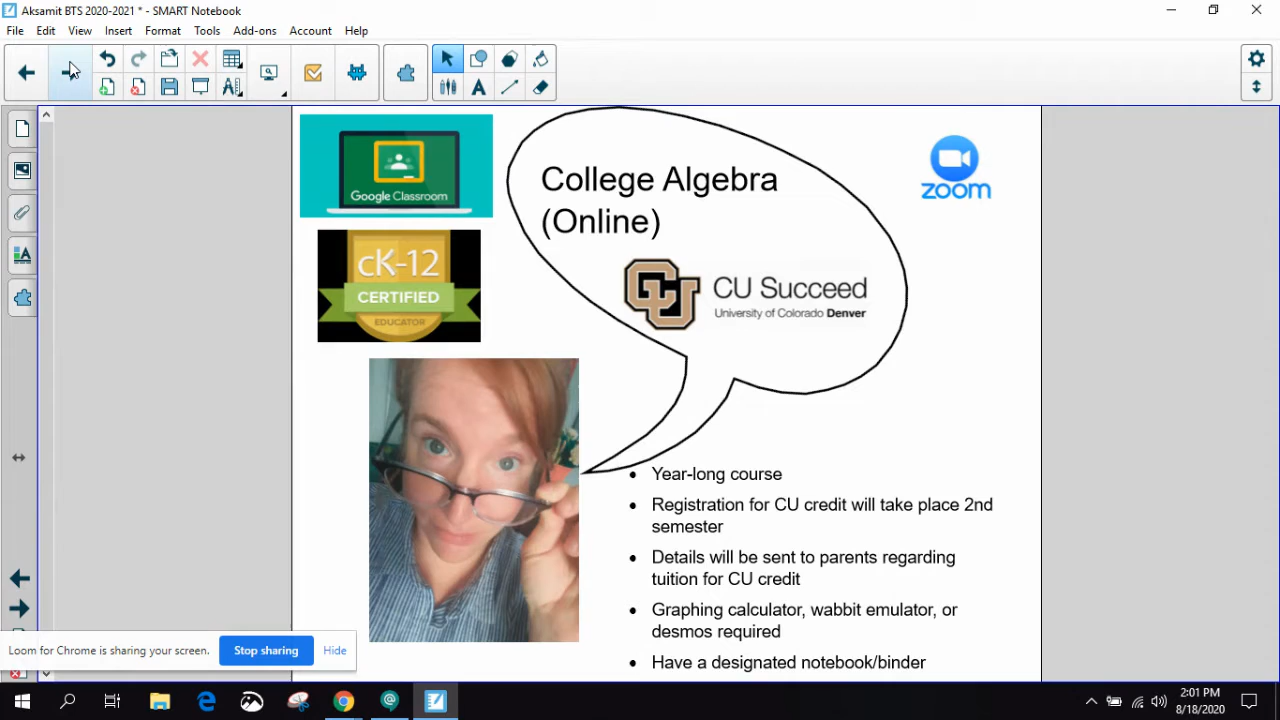 Aksamit BTS 2020-2021 * - SMART Notebook
File Edit View Insert Format Tools Add-ons Account Help
Google Classroom
College Algebra
(Online)
zoom
cK-12
CERTIFIED
EDUCATOR
CU CU Succeed
University of Colorado Denver
• Year-long course
• Registration for CU credit will take place 2nd
semester
• Details will be sent to parents regarding
tuition for CU credit
• Graphing calculator, wabbit emulator, or
desmos required
• Have a designated notebook/binder
Loom for Chrome is sharing your screen. Stop sharing Hide
2:01 PM
8/18/2020